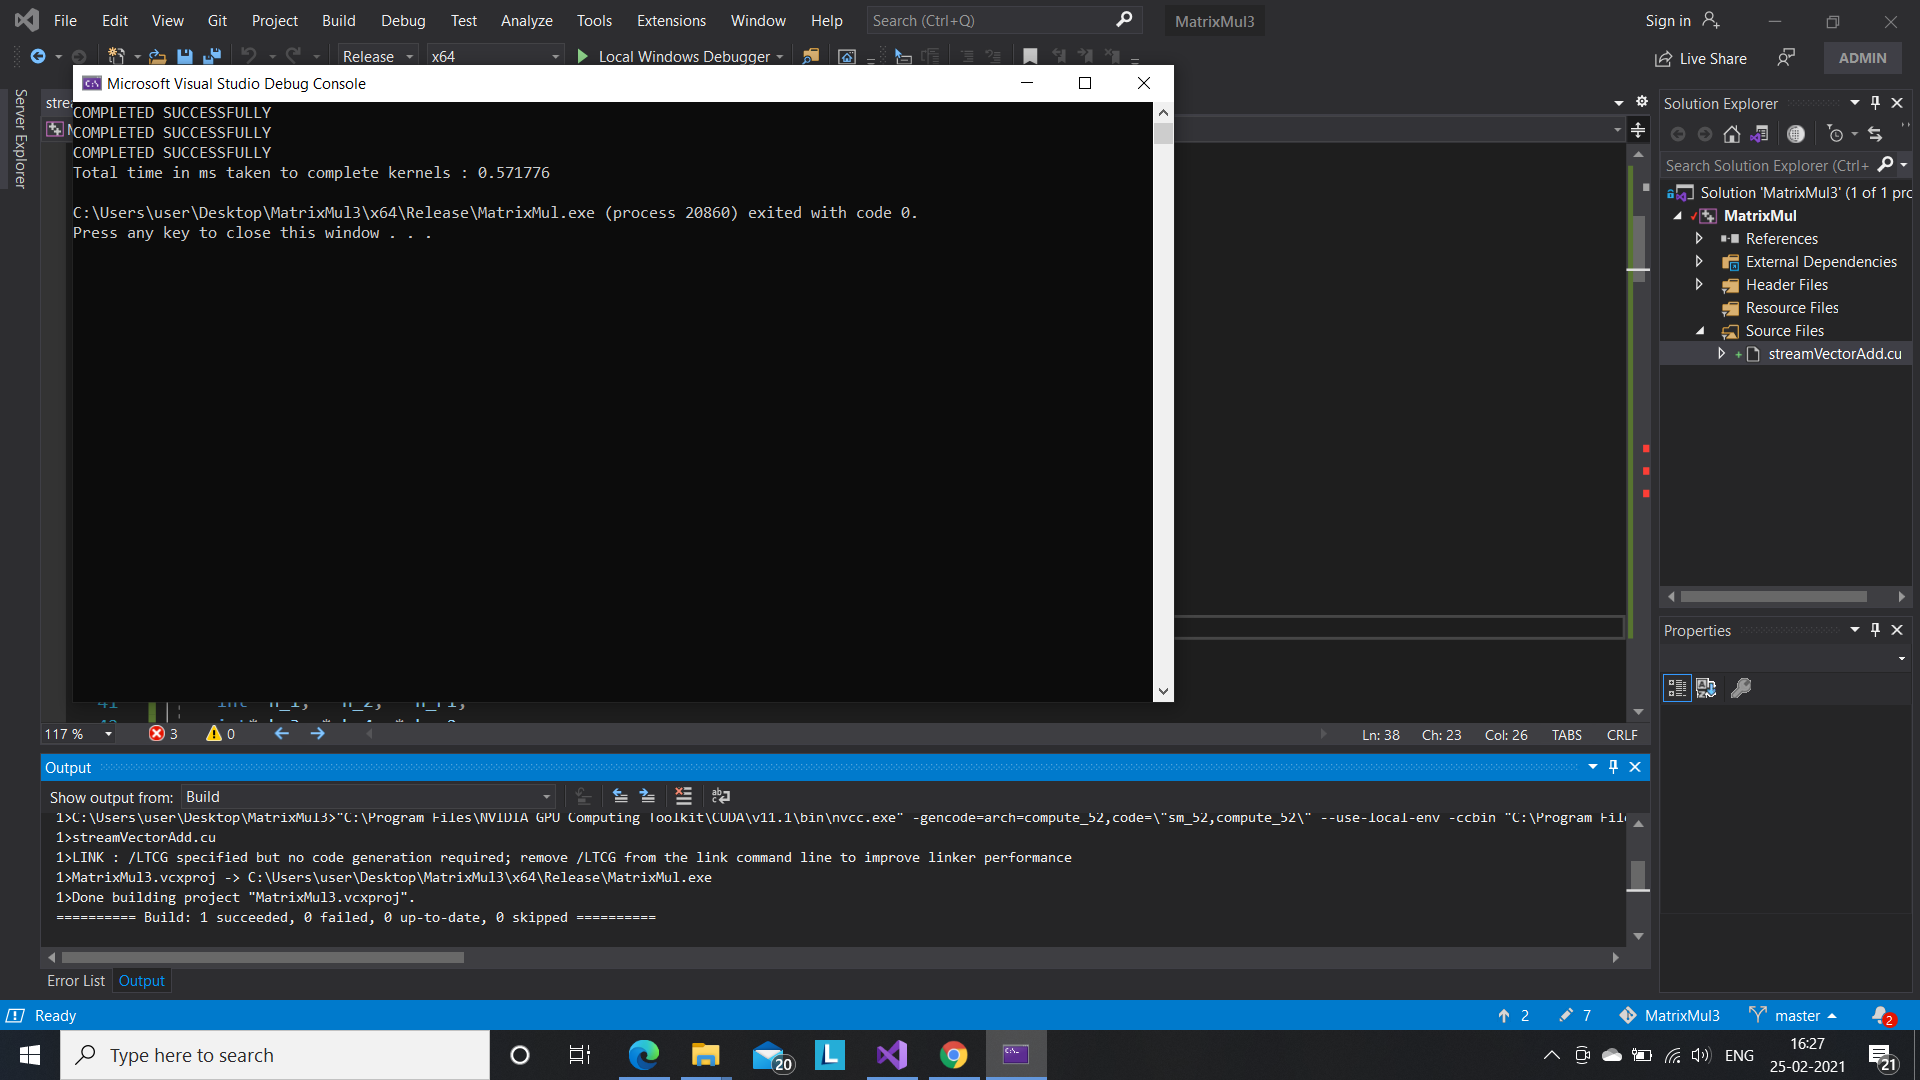 File Edit View Git Project Build Debug Test Analyze Tools Extensions Window Help Search (Ctrl+Q) MatrixMul3 Sign in
Release x64 Local Windows Debugger Live Share ADMIN
Server Explorer
Microsoft Visual Studio Debug Console
COMPLETED SUCCESSFULLY
COMPLETED SUCCESSFULLY
COMPLETED SUCCESSFULLY
Total time in ms taken to complete kernels : 0.571776
C:\Users\user\Desktop\MatrixMul3\x64\Release\MatrixMul.exe (process 20860) exited with code 0.
Press any key to close this window . . .
Solution Explorer
Search Solution Explorer (Ctrl+
Solution 'MatrixMul3' (1 of 1 pro
MatrixMul
References
External Dependencies
Header Files
Resource Files
Source Files
streamVectorAdd.cu
Properties
117 % 3 0 Ln: 38 Ch: 23 Col: 26 TABS CRLF
Output
Show output from: Build
1>C:\Users\user\Desktop\MatrixMul3>"C:\Program Files\NVIDIA GPU Computing Toolkit\CUDA\v11.1\bin\nvcc.exe" -gencode=arch=compute_52,code=\"sm_52,compute_52\" --use-local-env -ccbin "C:\Program Fil
1>streamVectorAdd.cu
1>LINK : /LTCG specified but no code generation required; remove /LTCG from the link command line to improve linker performance
1>MatrixMul3.vcxproj -> C:\Users\user\Desktop\MatrixMul3\x64\Release\MatrixMul.exe
1>Done building project "MatrixMul3.vcxproj".
========== Build: 1 succeeded, 0 failed, 0 up-to-date, 0 skipped ==========
Error List Output
Ready 2 7 MatrixMul3 master 2
Type here to search 20 L ENG 16:27
25-02-2021 21